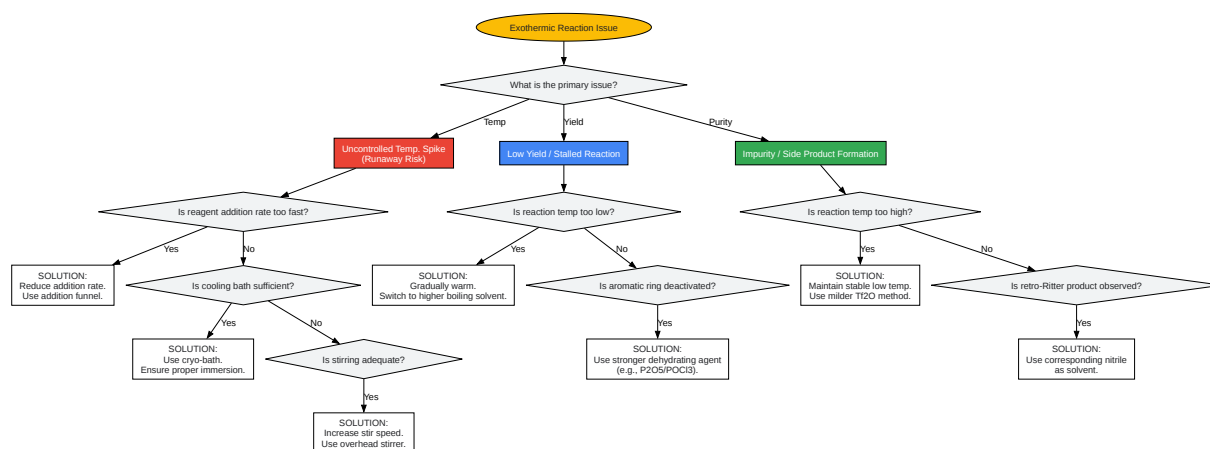 Exothermic Reaction Issue
What is the primary issue?
Temp
Yield
Purity
Uncontrolled Temp. Spike
(Runaway Risk)
Low Yield / Stalled Reaction
Impurity / Side Product Formation
Is reagent addition rate too fast?
Is reaction temp too low?
Is reaction temp too high?
Yes
No
Yes
No
Yes
No
SOLUTION:
Reduce addition rate.
Use addition funnel.
Is cooling bath sufficient?
SOLUTION:
Gradually warm.
Switch to higher boiling solvent.
Is aromatic ring deactivated?
SOLUTION:
Maintain stable low temp.
Use milder Tf2O method.
Is retro-Ritter product observed?
Yes
No
Yes
Yes
SOLUTION:
Use cryo-bath.
Ensure proper immersion.
Is stirring adequate?
SOLUTION:
Use stronger dehydrating agent
(e.g., P2O5/POCl3).
SOLUTION:
Use corresponding nitrile
as solvent.
Yes
SOLUTION:
Increase stir speed.
Use overhead stirrer.